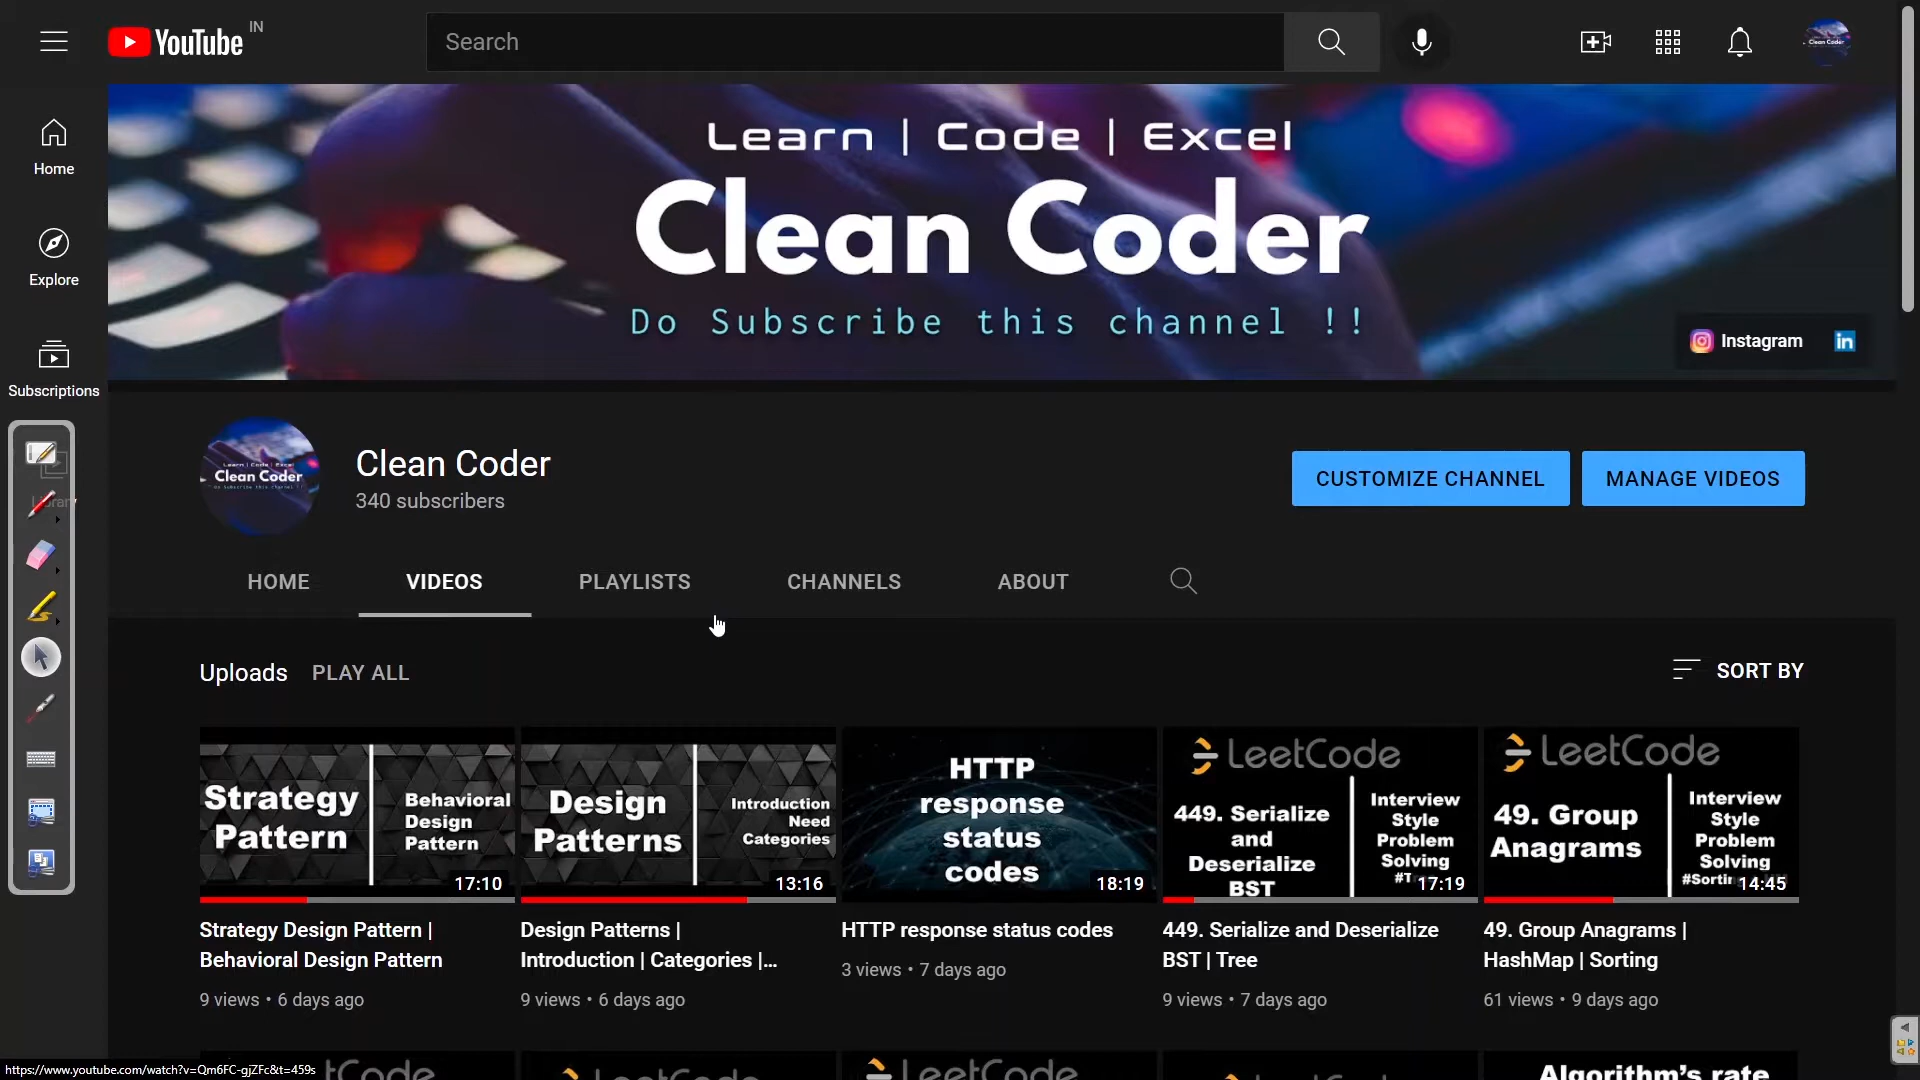 YouTube IN
Search
Home
Explore
Subscriptions
Library
Learn | Code | Excel
Clean Coder
Do Subscribe this channel !!
Instagram
in
Learn | Code | Excel
Clean Coder
Clean Coder
340 subscribers
CUSTOMIZE CHANNEL
MANAGE VIDEOS
HOME
VIDEOS
PLAYLISTS
CHANNELS
ABOUT
Uploads
PLAY ALL
SORT BY
Strategy
Pattern
Behavioral
Design
Pattern
17:10
Strategy Design Pattern |
Behavioral Design Pattern
9 views • 6 days ago
Design
Patterns
Introduction
Need
Categories
13:16
Design Patterns |
Introduction | Categories |...
9 views • 6 days ago
HTTP
response
status
codes
18:19
HTTP response status codes
3 views • 7 days ago
LeetCode
449. Serialize
and
Deserialize
BST
Interview
Style
Problem
Solving
17:19
449. Serialize and Deserialize
BST | Tree
9 views • 7 days ago
LeetCode
49. Group
Anagrams
Interview
Style
Problem
Solving
14:45
49. Group Anagrams |
HashMap | Sorting
61 views • 9 days ago
LeetCode
Algorithm's rate
https://www.youtube.com/watch?v=Qm6FC-gjZFc&t=459s